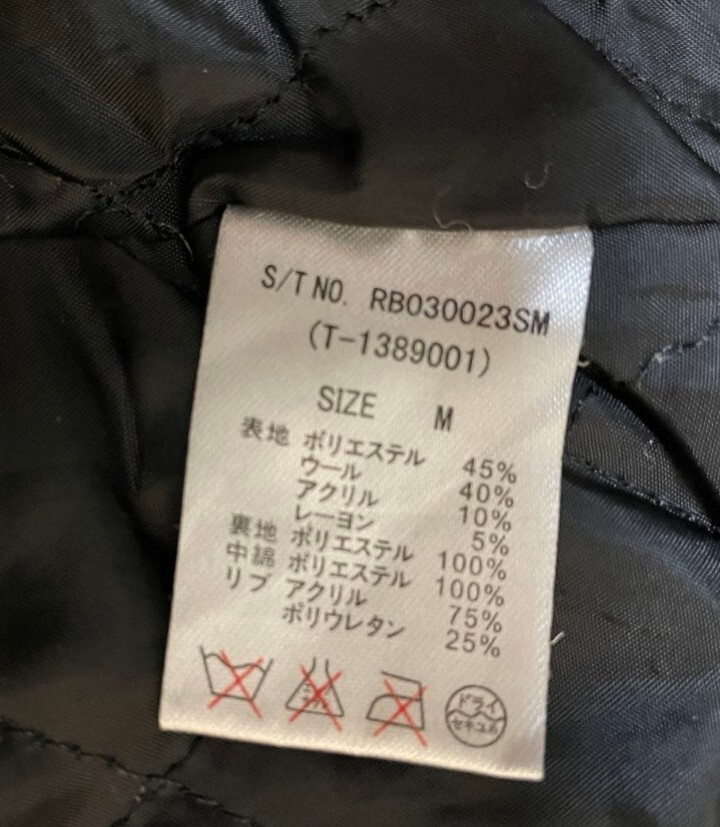 S/T NO. RB030023SM
(T-1389001)
SIZE M
表地 ポリエステル 45%
ウール 40%
アクリル 10%
レーヨン 5%
裏地 ポリエステル 100%
中綿 ポリエステル 100%
リブ アクリル 75%
ポリウレタン 25%
ドライ
セキユ系